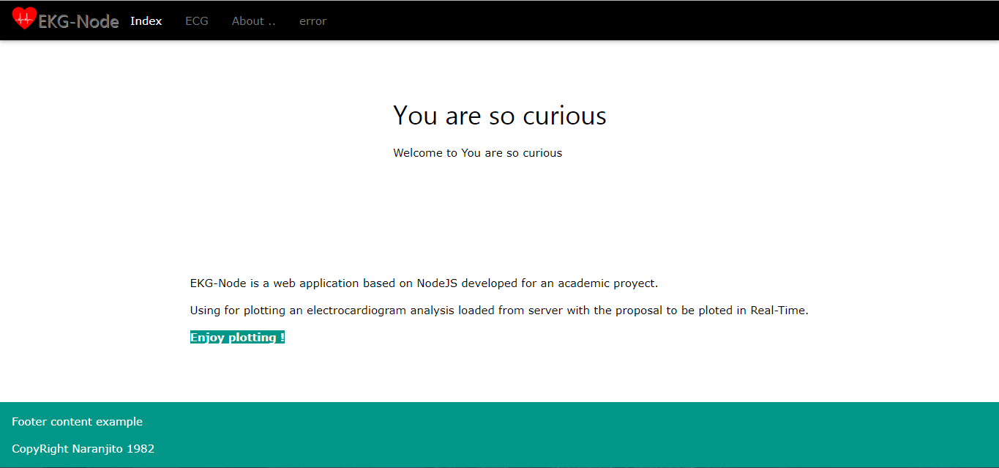 EKG-Node Index ECG About .. error
You are so curious
Welcome to You are so curious
EKG-Node is a web application based on NodeJS developed for an academic proyect.
Using for plotting an electrocardiogram analysis loaded from server with the proposal to be ploted in Real-Time.
Enjoy plotting !
Footer content example
CopyRight Naranjito 1982